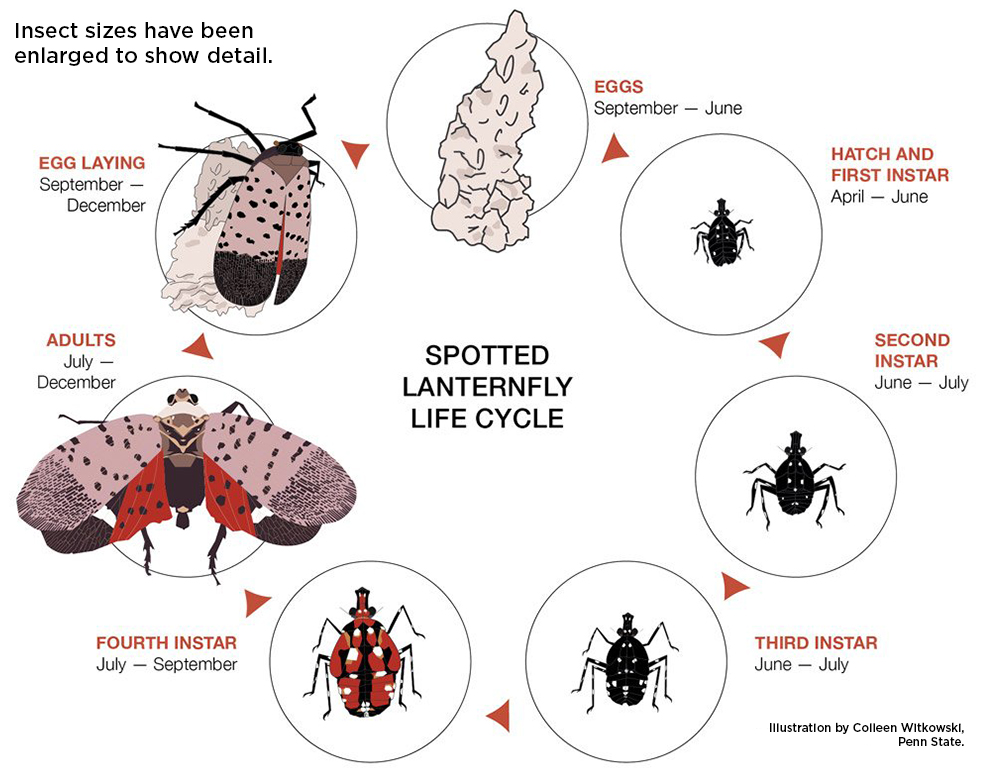 Insect sizes have been
enlarged to show detail.
EGGS
September — June
HATCH AND
FIRST INSTAR
April — June
SECOND
INSTAR
June — July
THIRD INSTAR
June — July
FOURTH INSTAR
July — September
ADULTS
July —
December
EGG LAYING
September —
December
SPOTTED
LANTERNFLY
LIFE CYCLE
Illustration by Colleen Witkowski,
Penn State.